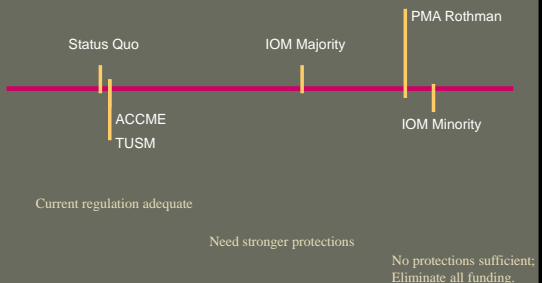 PMA Rothman
Status Quo
IOM Majority
ACCME
TUSM
IOM Minority
Current regulation adequate
Need stronger protections
No protections sufficient;
Eliminate all funding.